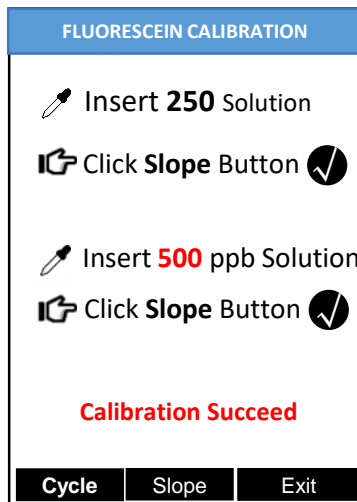 FLUORESCEIN CALIBRATION
Insert 250 Solution
Click Slope Button
Insert 500 ppb Solution
Click Slope Button
Calibration Succeed
Cycle Slope Exit